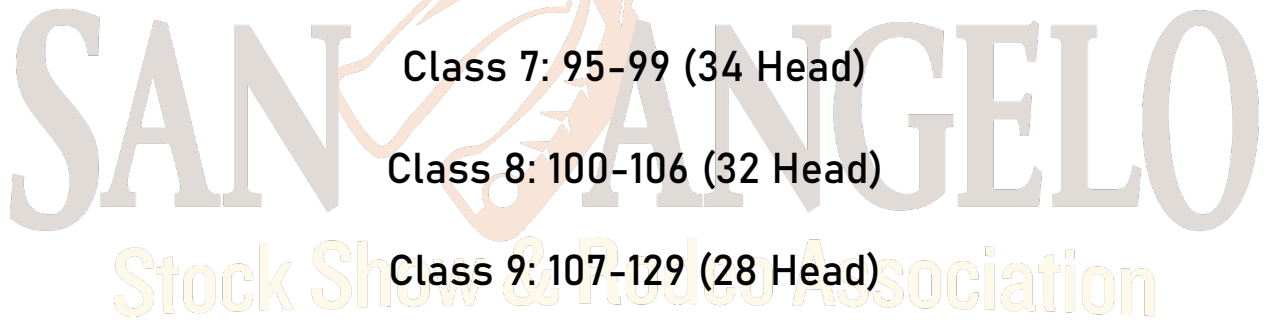 SAN ANGELO
Class 7: 95-99 (34 Head)
Class 8: 100-106 (32 Head)
Stock Show & Rodeo Association
Class 9: 107-129 (28 Head)